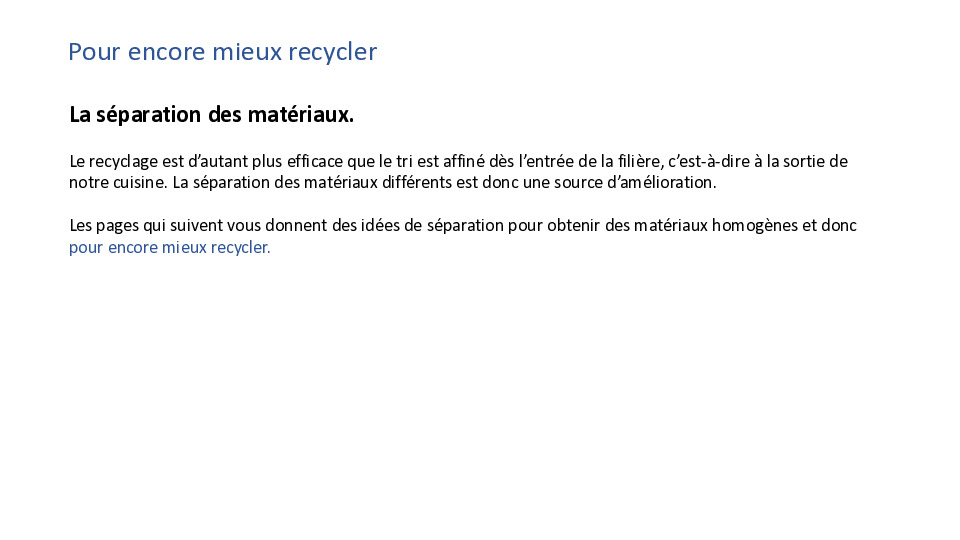 Pour encore mieux recycler
La séparation des matériaux.
Le recyclage est d’autant plus efficace que le tri est affiné dès l’entrée de la filière, c’est-à-dire à la sortie de
notre cuisine. La séparation des matériaux différents est donc une source d’amélioration.
Les pages qui suivent vous donnent des idées de séparation pour obtenir des matériaux homogènes et donc
pour encore mieux recycler.